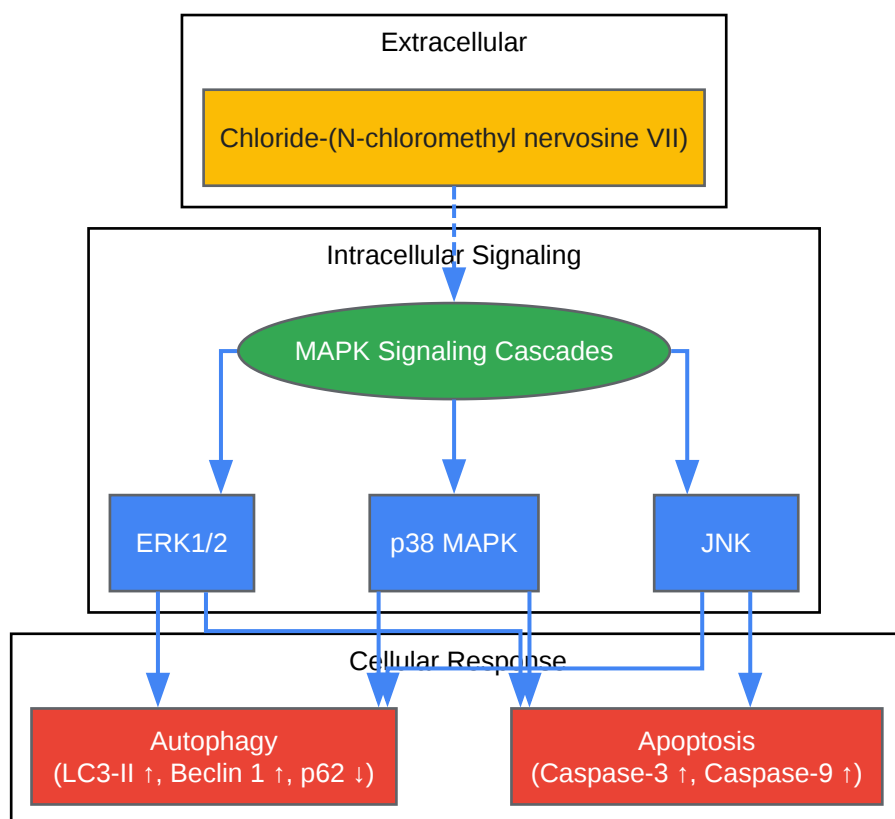 Extracellular
Chloride-(N-chloromethyl nervosine VII)
Intracellular Signaling
MAPK Signaling Cascades
ERK1/2
p38 MAPK
JNK
Cellular Response
Autophagy
(LC3-II ↑, Beclin 1 ↑, p62 ↓)
Apoptosis
(Caspase-3 ↑, Caspase-9 ↑)